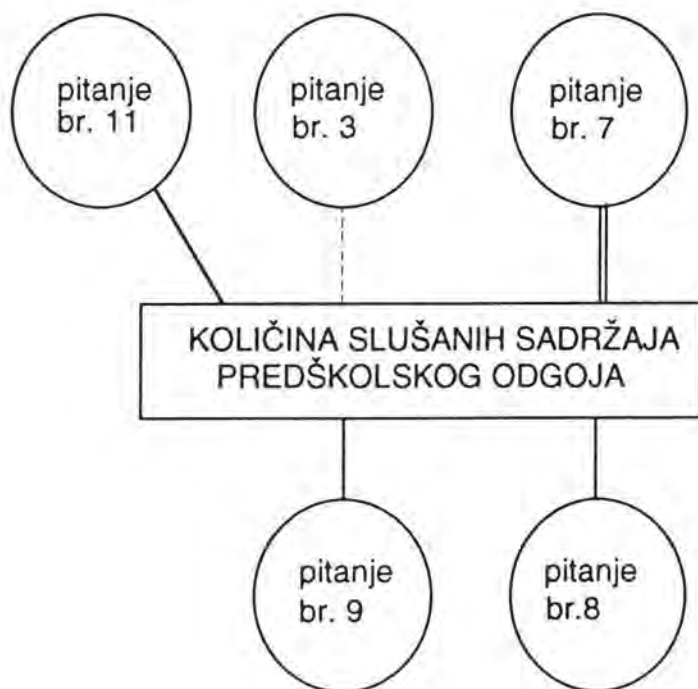 pitanje
br. 11
pitanje
br. 3
pitanje
br. 7
KOLIČINA SLUŠANIH SADRŽAJA
PREDŠKOLSKOG ODGOJA
pitanje
br. 9
pitanje
br.8